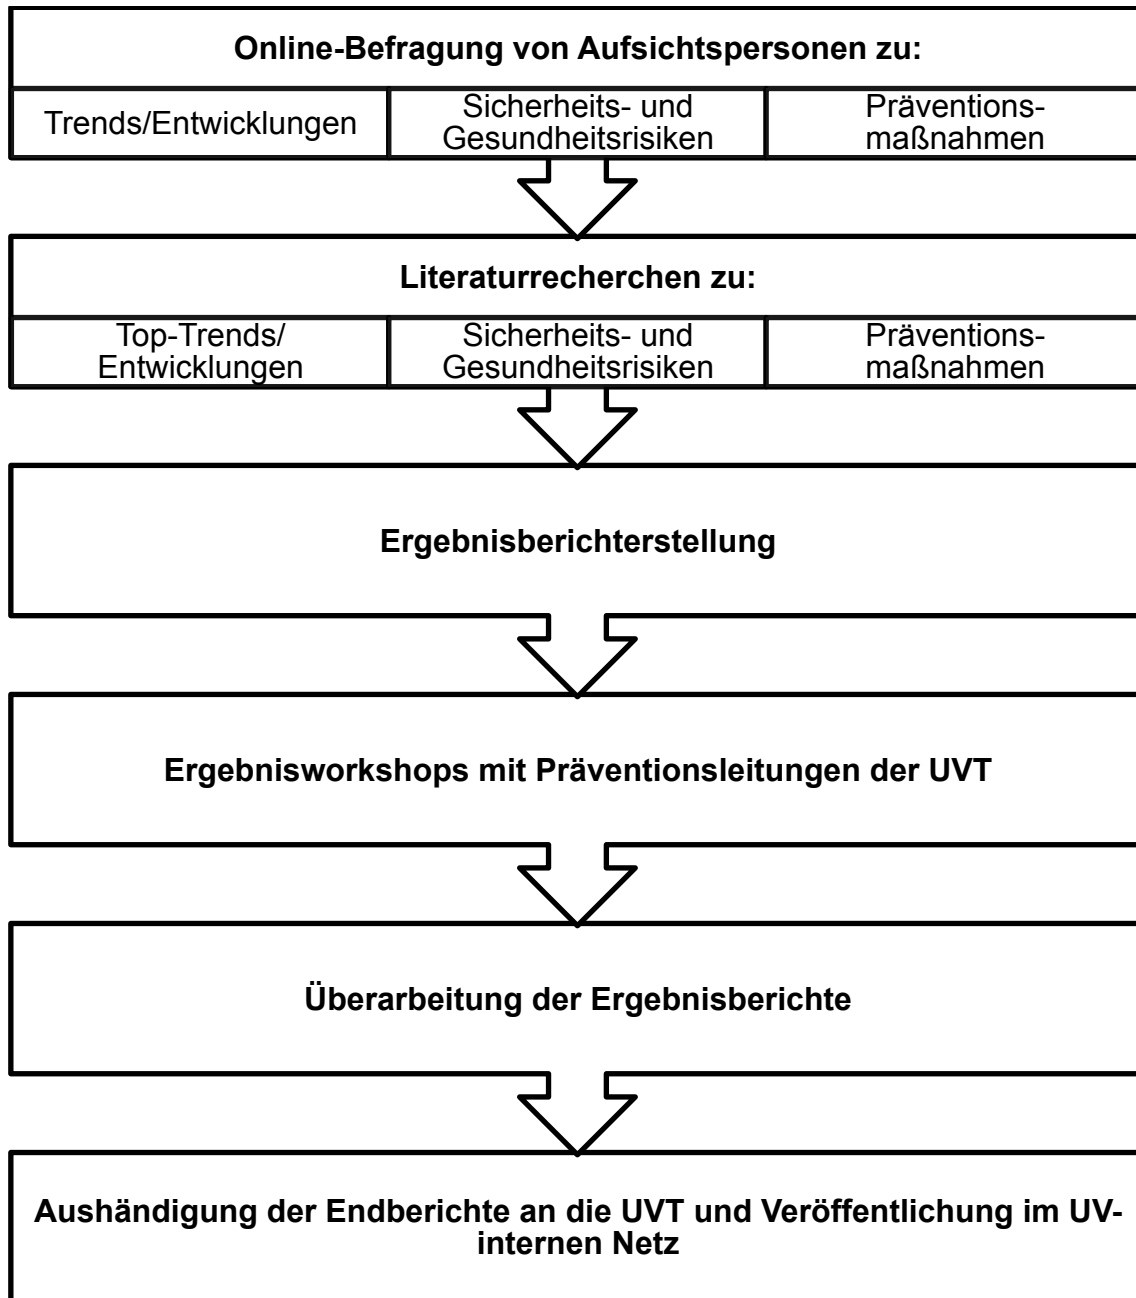 Online-Befragung von Aufsichtspersonen zu:
Trends/Entwicklungen
Sicherheits- und
Gesundheitsrisiken
Präventions-
maßnahmen
Literaturrecherchen zu:
Top-Trends/
Entwicklungen
Sicherheits- und
Gesundheitsrisiken
Präventions-
maßnahmen
Ergebnisberichterstellung
Ergebnisworkshops mit Präventionsleitungen der UVT
Überarbeitung der Ergebnisberichte
Aushändigung der Endberichte an die UVT und Veröffentlichung im UV-
internen Netz